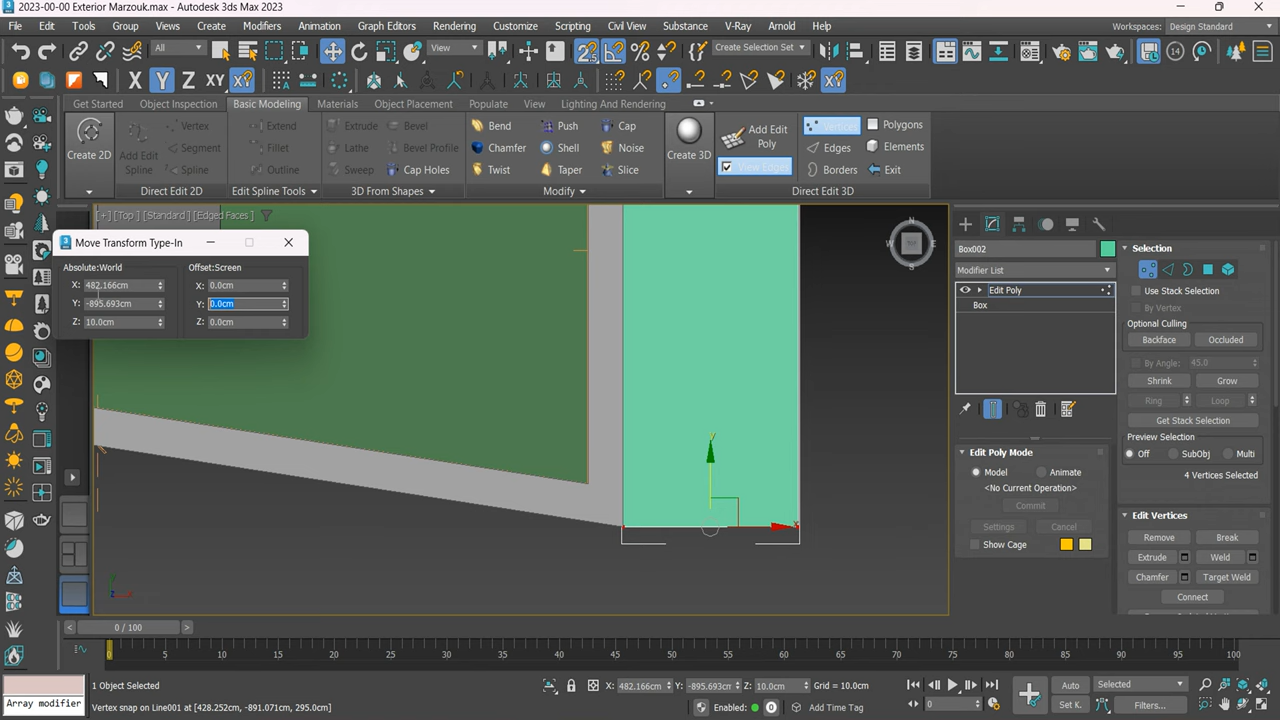 2023-00-00 Exterior Marzouk.max - Autodesk 3ds Max 2023
File Edit Tools Group Views Create Modifiers Animation Graph Editors Rendering Customize Scripting Civil View Substance V-Ray Arnold Help
Workspaces: Design Standard
All View Create Selection Set 14
X Y Z XY
Get Started Object Inspection Basic Modeling Materials Object Placement Populate View Lighting And Rendering
Create 2D
Add Edit Spline
Vertex
Segment
Spline
Direct Edit 2D
Extend
Fillet
Outline
Edit Spline Tools
Extrude Bevel
Lathe Bevel Profile
Sweep Cap Holes
3D From Shapes
Bend Push Cap
Chamfer Shell Noise
Twist Taper Slice
Modify
Create 3D
Add Edit Poly
View Edges
Vertices Polygons
Edges Elements
Borders Exit
Direct Edit 3D
[+] [Top ] [Standard ] [Edged Faces ]
Move Transform Type-In
Absolute:World Offset:Screen
X: 482.166cm X: 0.0cm
Y: -895.693cm Y: 0.0cm
Z: 10.0cm Z: 0.0cm
N
W TOP E
S
y
x
Box002
Modifier List
Edit Poly
Box
Edit Poly Mode
Model Animate
<No Current Operation>
Commit
Settings Cancel
Show Cage
Selection
Use Stack Selection
By Vertex
Optional Culling
Backface Occluded
By Angle: 45.0
Shrink Grow
Ring Loop
Get Stack Selection
Preview Selection
Off SubObj Multi
4 Vertices Selected
Edit Vertices
Remove Break
Extrude Weld
Chamfer Target Weld
Connect
< 0 / 100 >
0 5 10 15 20 25 30 35 40 45 50 55 60 65 70 75 80 85 90 95 100
1 Object Selected
X: 482.166cm Y: -895.693cm Z: 10.0cm Grid = 10.0cm
Auto Selected
Array modifier
Vertex snap on Line001 at [428.252cm, -891.071cm, 295.0cm]
Enabled: 0 Add Time Tag
0
Set K. Filters...